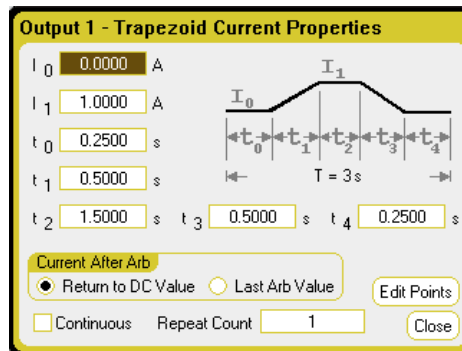 Output 1 - Trapezoid Current Properties
I 0 0.0000 A
I 1 1.0000 A
t 0 0.2500 s
t 1 0.5000 s
t 2 1.5000 s t 3 0.5000 s t 4 0.2500 s
I0 I1
t0 t1 t2 t3 t4
T = 3s
Current After Arb
Return to DC Value Last Arb Value
Edit Points
Continuous Repeat Count 1
Close